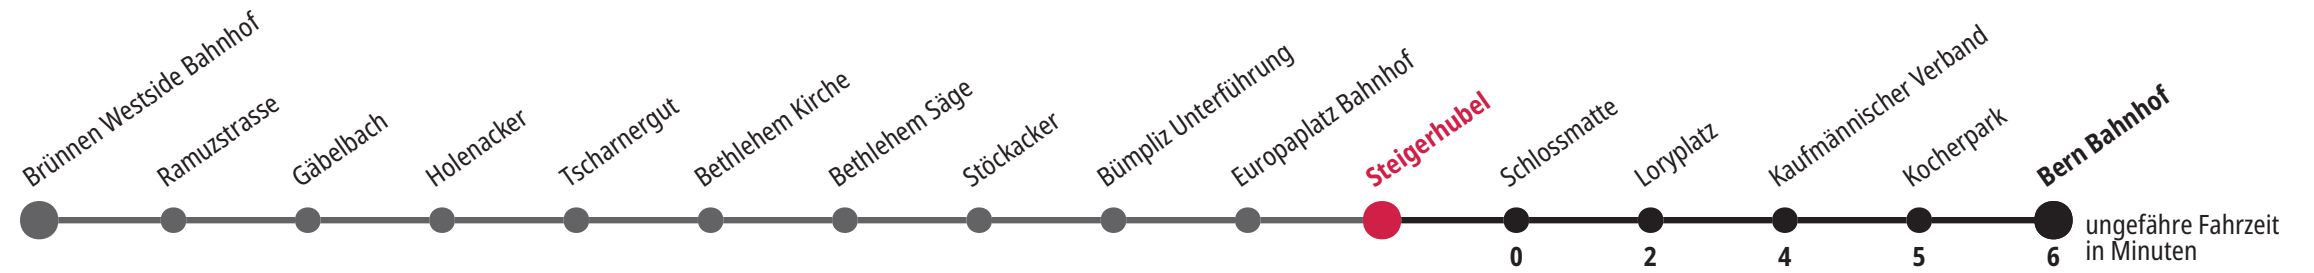 Brünnen Westside Bahnhof
Ramuzstrasse
Gäbelbach
Holenacker
Tscharnergut
Bethlehem Kirche
Bethlehem Säge
Stöckacker
Bümpliz Unterführung
Europaplatz Bahnhof
Steigerhubel
Schlossmatte
Loryplatz
Kaufmännischer Verband
Kocherpark
Bern Bahnhof
0 2 4 5 6
ungefähre Fahrzeit
in Minuten